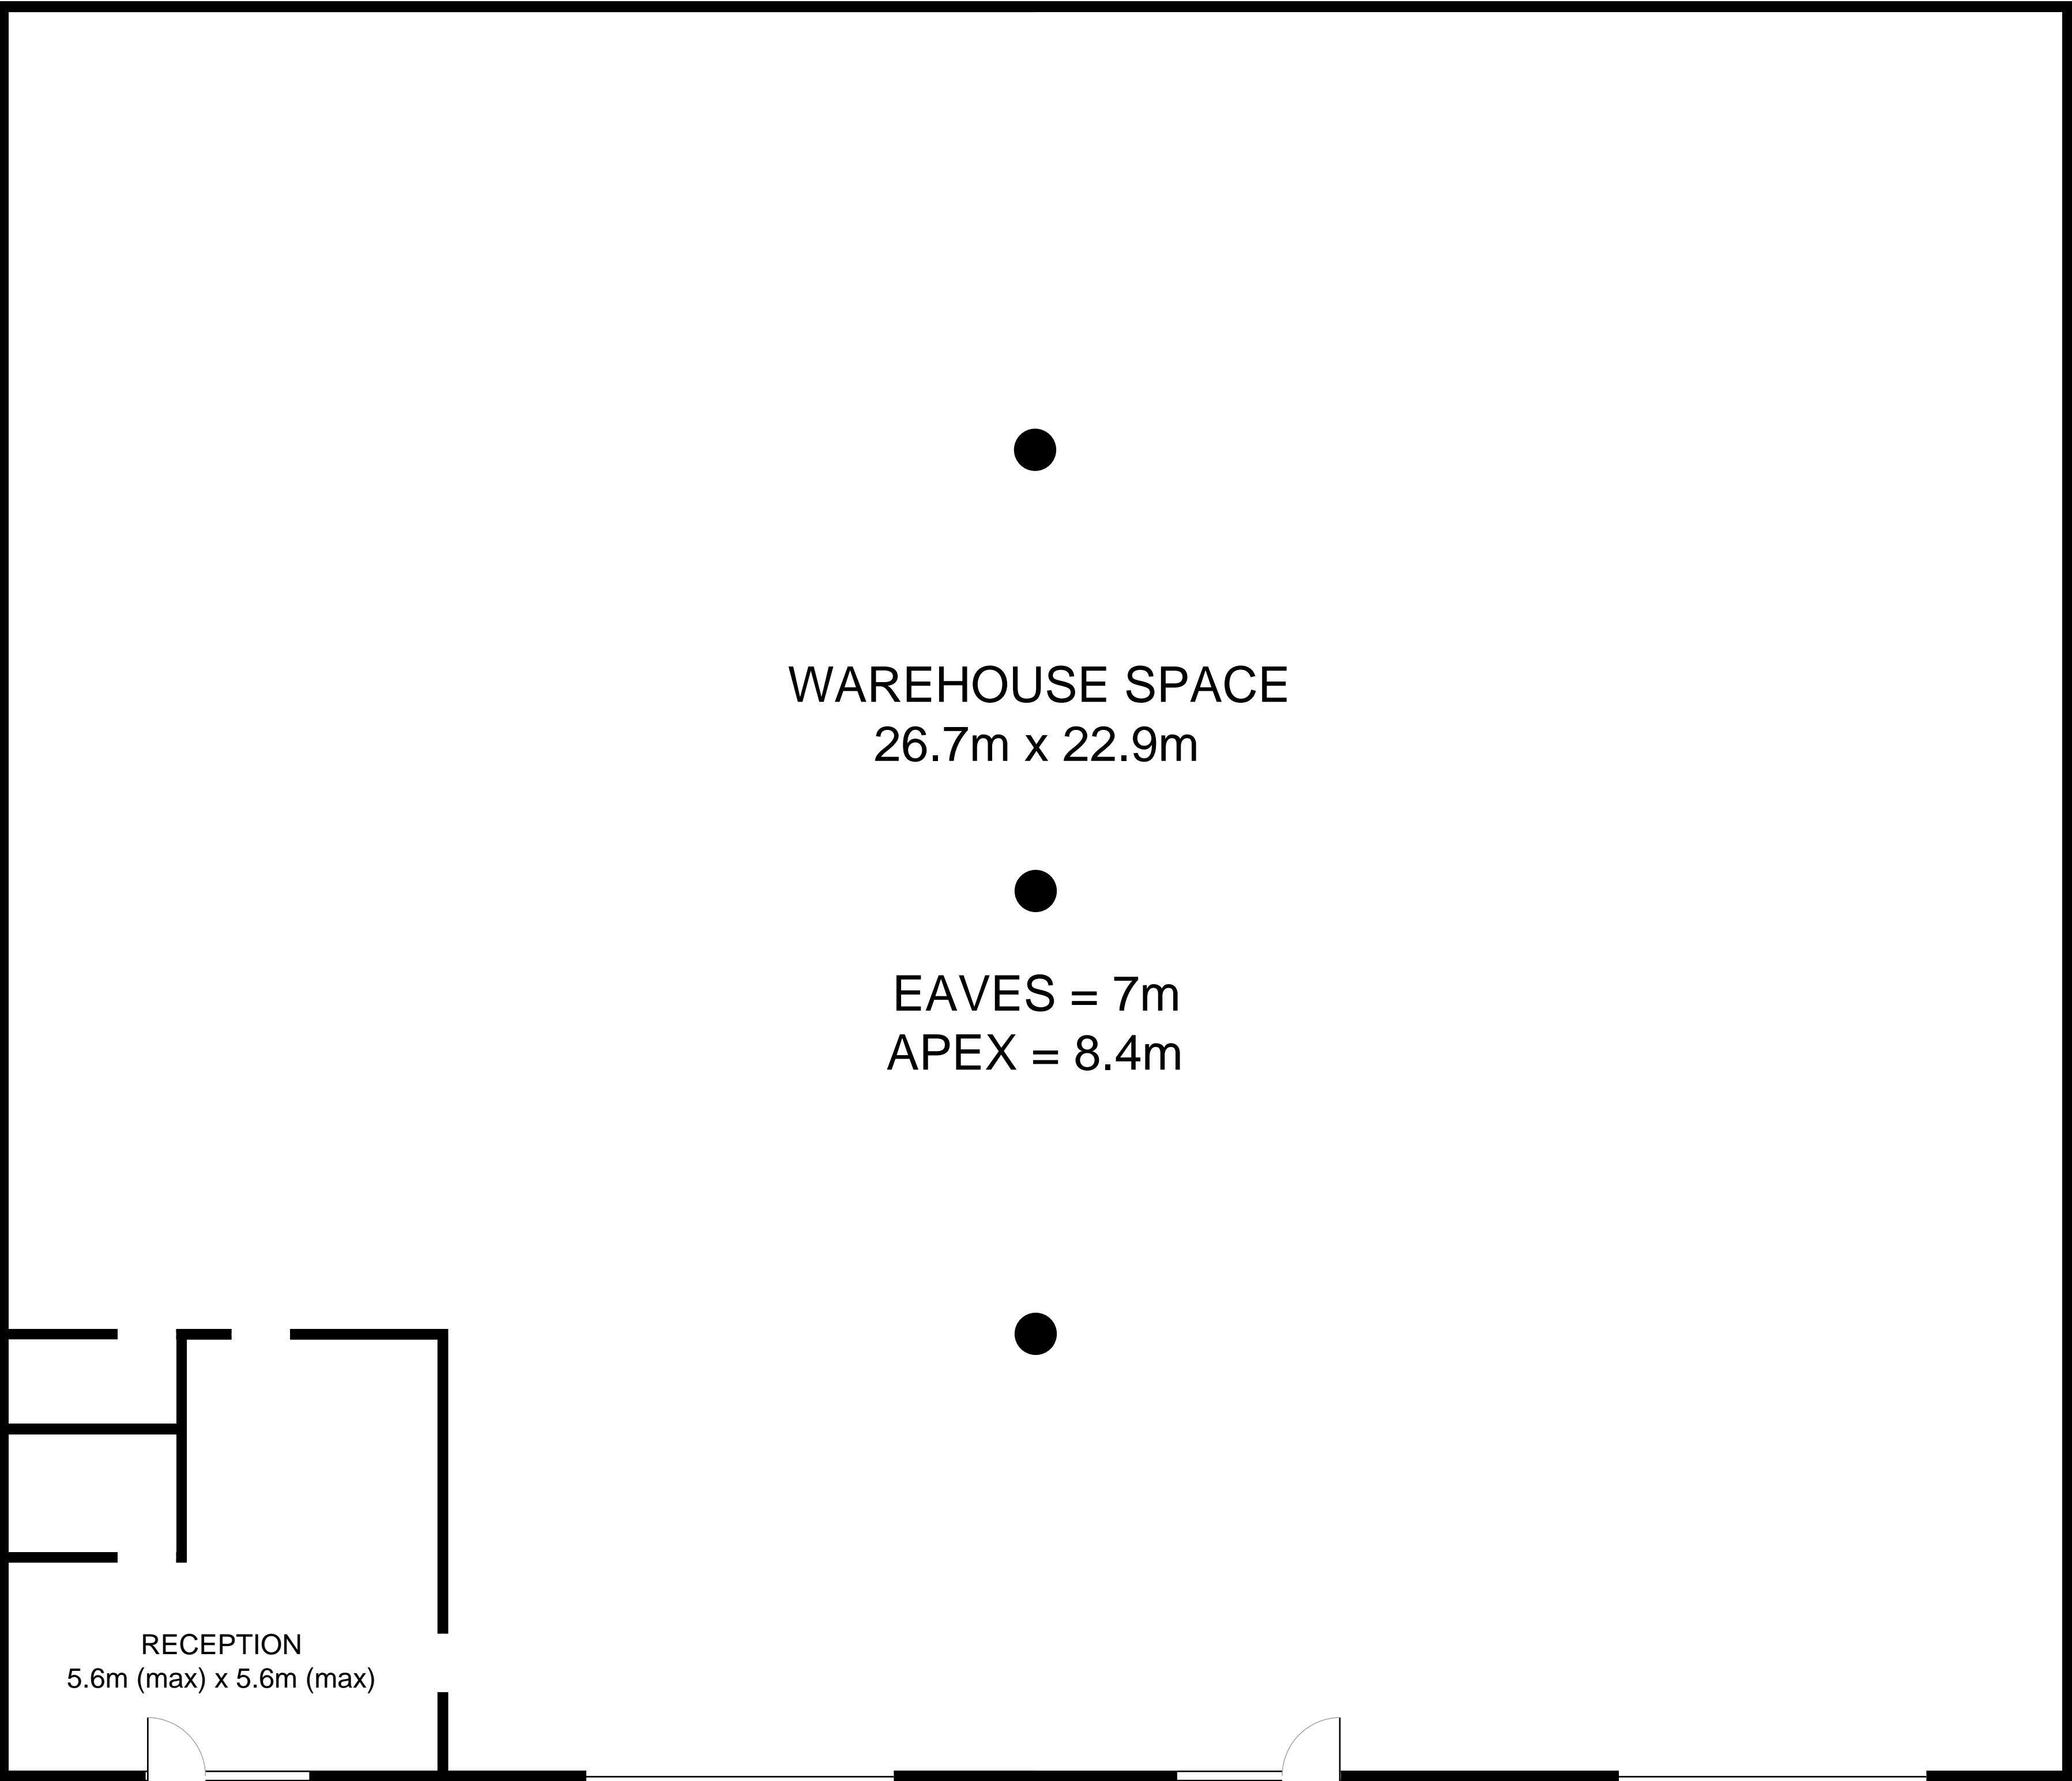 WAREHOUSE SPACE
26.7m x 22.9m
EAVES = 7m
APEX = 8.4m
RECEPTION
5.6m (max) x 5.6m (max)